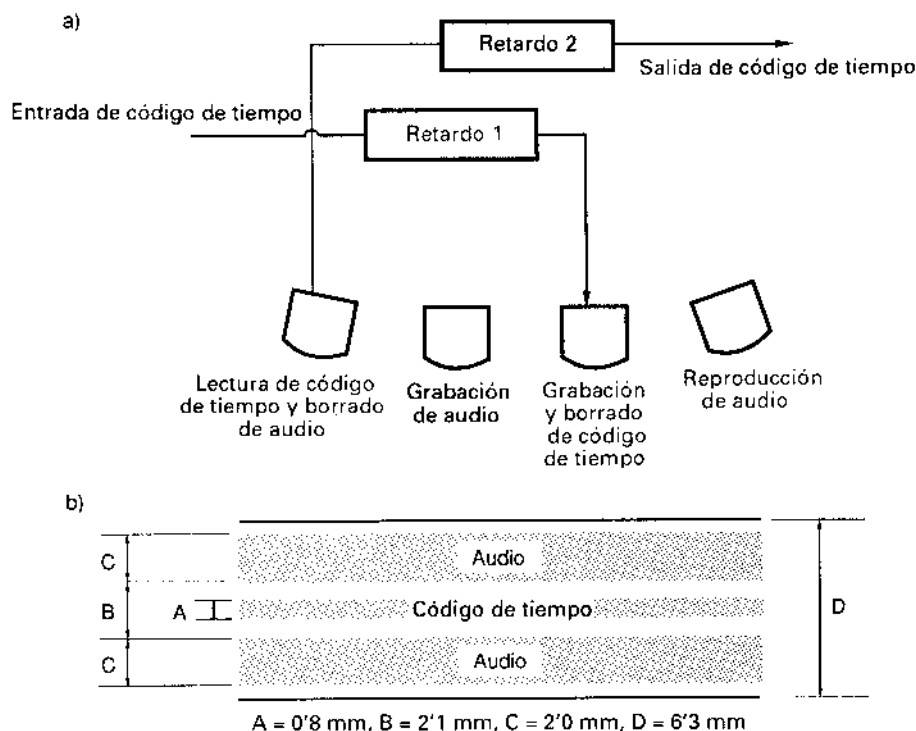 a)
Retardo 2
Salida de código de tiempo
Entrada de código de tiempo
Retardo 1
Lectura de código
de tiempo y borrado
de audio
Grabación
de audio
Grabación
y borrado
de código
de tiempo
Reproducción
de audio
b)
C
Audio
B
A
Código de tiempo
D
C
Audio
A = 0'8 mm, B = 2'1 mm, C = 2'0 mm, D = 6'3 mm